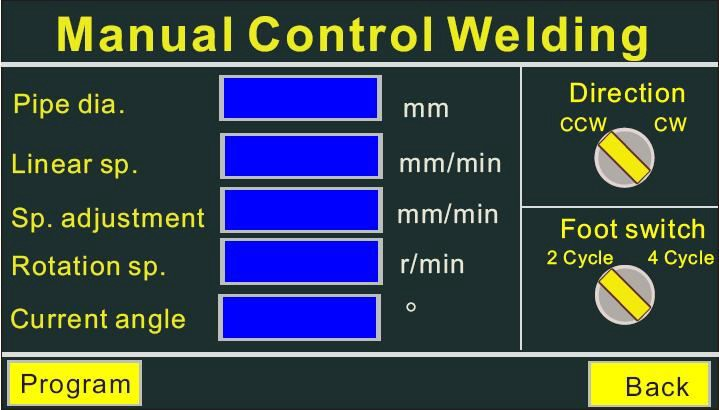 Manual Control Welding
Pipe dia. mm
Linear sp. mm/min
Sp. adjustment mm/min
Rotation sp. r/min
Current angle °
Direction
CCW CW
Foot switch
2 Cycle 4 Cycle
Program Back